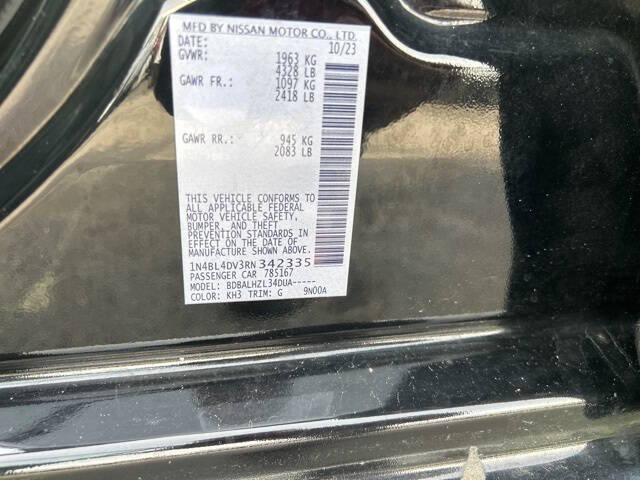 MFD BY NISSAN MOTOR CO., LTD.
DATE: 10/23
GVWR: 1963 KG
4328 LB
GAWR FR.: 1097 KG
2418 LB
GAWR RR.: 945 KG
2083 LB
THIS VEHICLE CONFORMS TO
ALL APPLICABLE FEDERAL
MOTOR VEHICLE SAFETY,
BUMPER, AND THEFT
PREVENTION STANDARDS IN
EFFECT ON THE DATE OF
MANUFACTURE SHOWN ABOVE.
1N4BL4DV3RN342335
PASSENGER CAR 785167
MODEL: BDBALHZL34DUA-----
COLOR: KH3 TRIM: G 9N00A